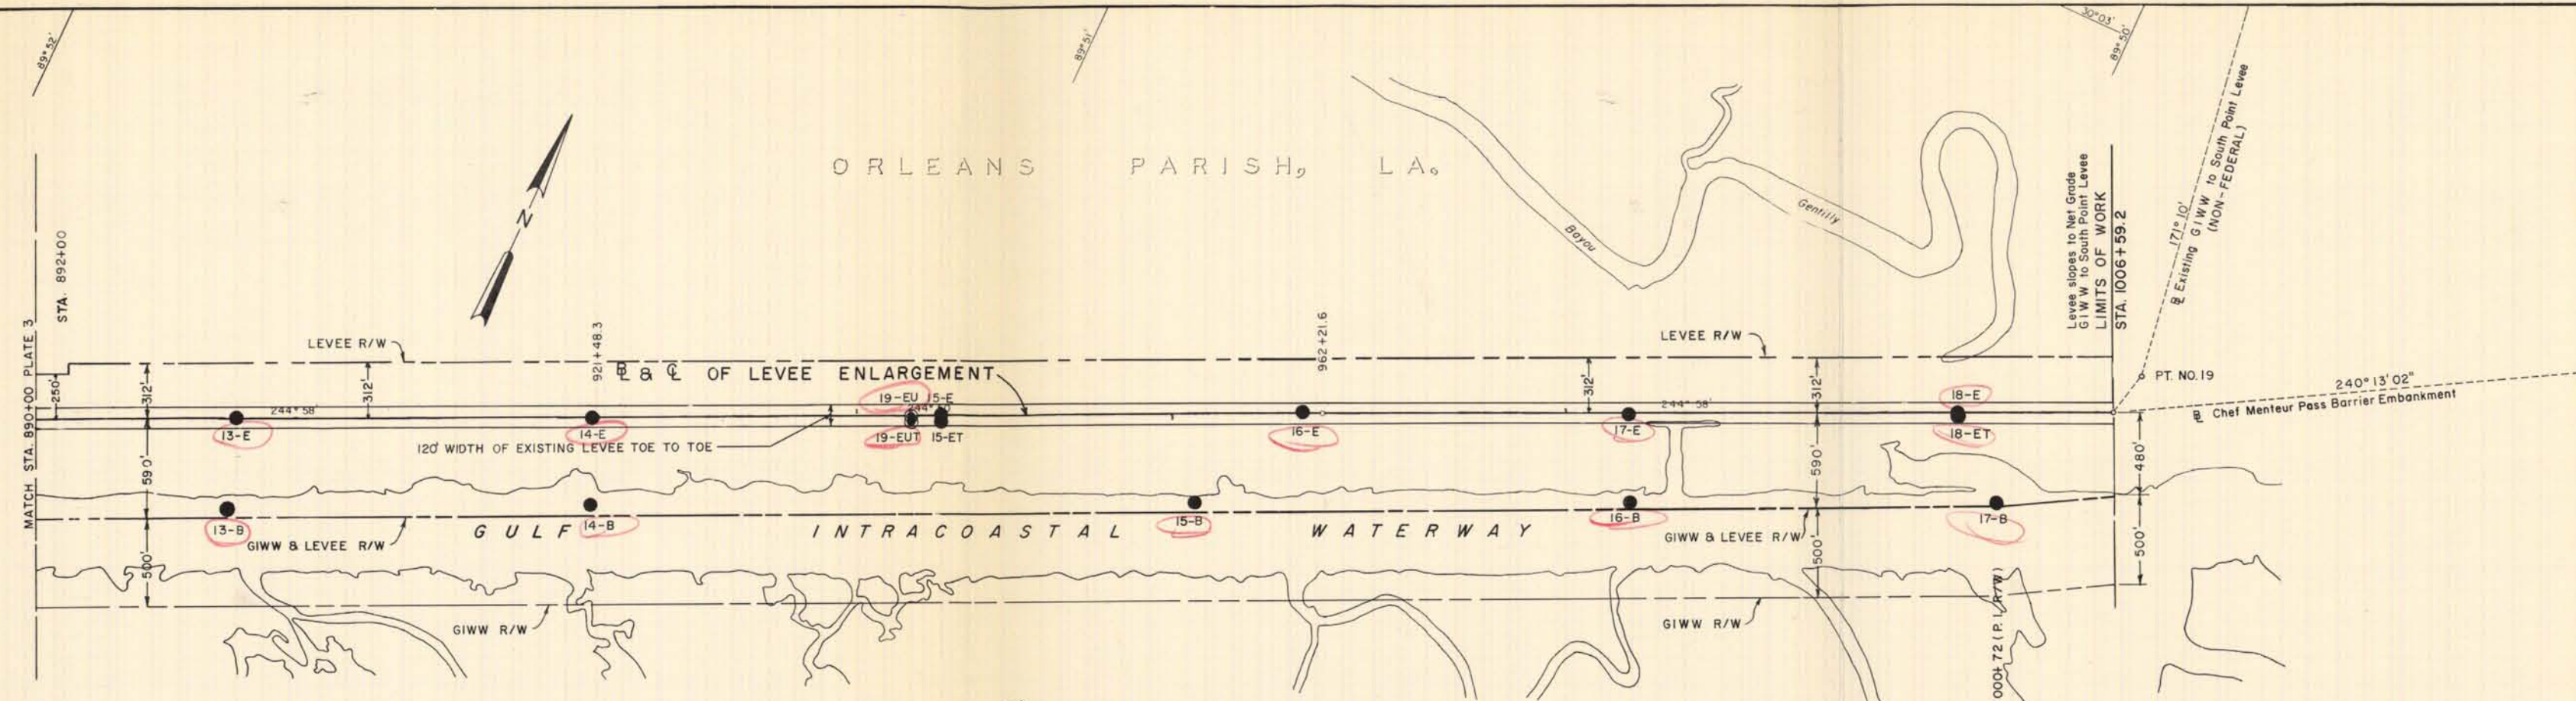 89°52'
89°51'
30°03'
89°50'
ORLEANS PARISH, LA.
N
Bayou
Gentilly
Levee slopes to Net Grade
GIWW to South Point Levee
LIMITS OF WORK
STA. 1006+59.2
171°10'
B Existing GIWW to South Point Levee
(NON-FEDERAL)
MATCH STA. 890+00 PLATE 3
STA. 892+00
LEVEE R/W
921+48.3
962+21.6
LEVEE R/W
250'
312'
312'
B & C OF LEVEE ENLARGEMENT
312'
312'
PT. NO. 19
240° 13' 02"
B Chef Menteur Pass Barrier Embankment
19-EU 15-E
18-E
244° 58'
244° 58'
13-E
14-E
19-EUT 15-ET
16-E
17-E
18-ET
120' WIDTH OF EXISTING LEVEE TOE TO TOE
590'
590'
480'
13-B
14-B
15-B
16-B
17-B
GULF INTRACOASTAL WATERWAY
GIWW & LEVEE R/W
GIWW & LEVEE R/W
500'
500'
500'
GIWW R/W
GIWW R/W
000+72 (P. I. R/W)